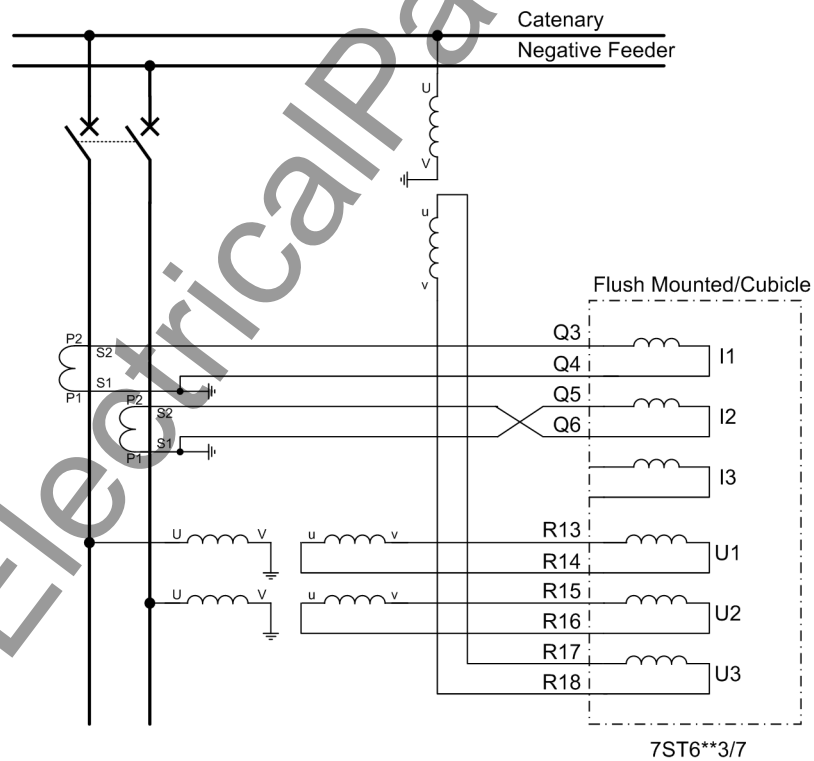 Catenary
Negative Feeder
U
V
u
v
Flush Mounted/Cubicle
P2
S2
Q3
I1
S1
Q4
P1
P2
S2
Q5
I2
S1
Q6
P1
I3
U V u v R13
U1
R14
U V u v R15
U2
R16
R17
U3
R18
7ST6**3/7
ElectricalPa